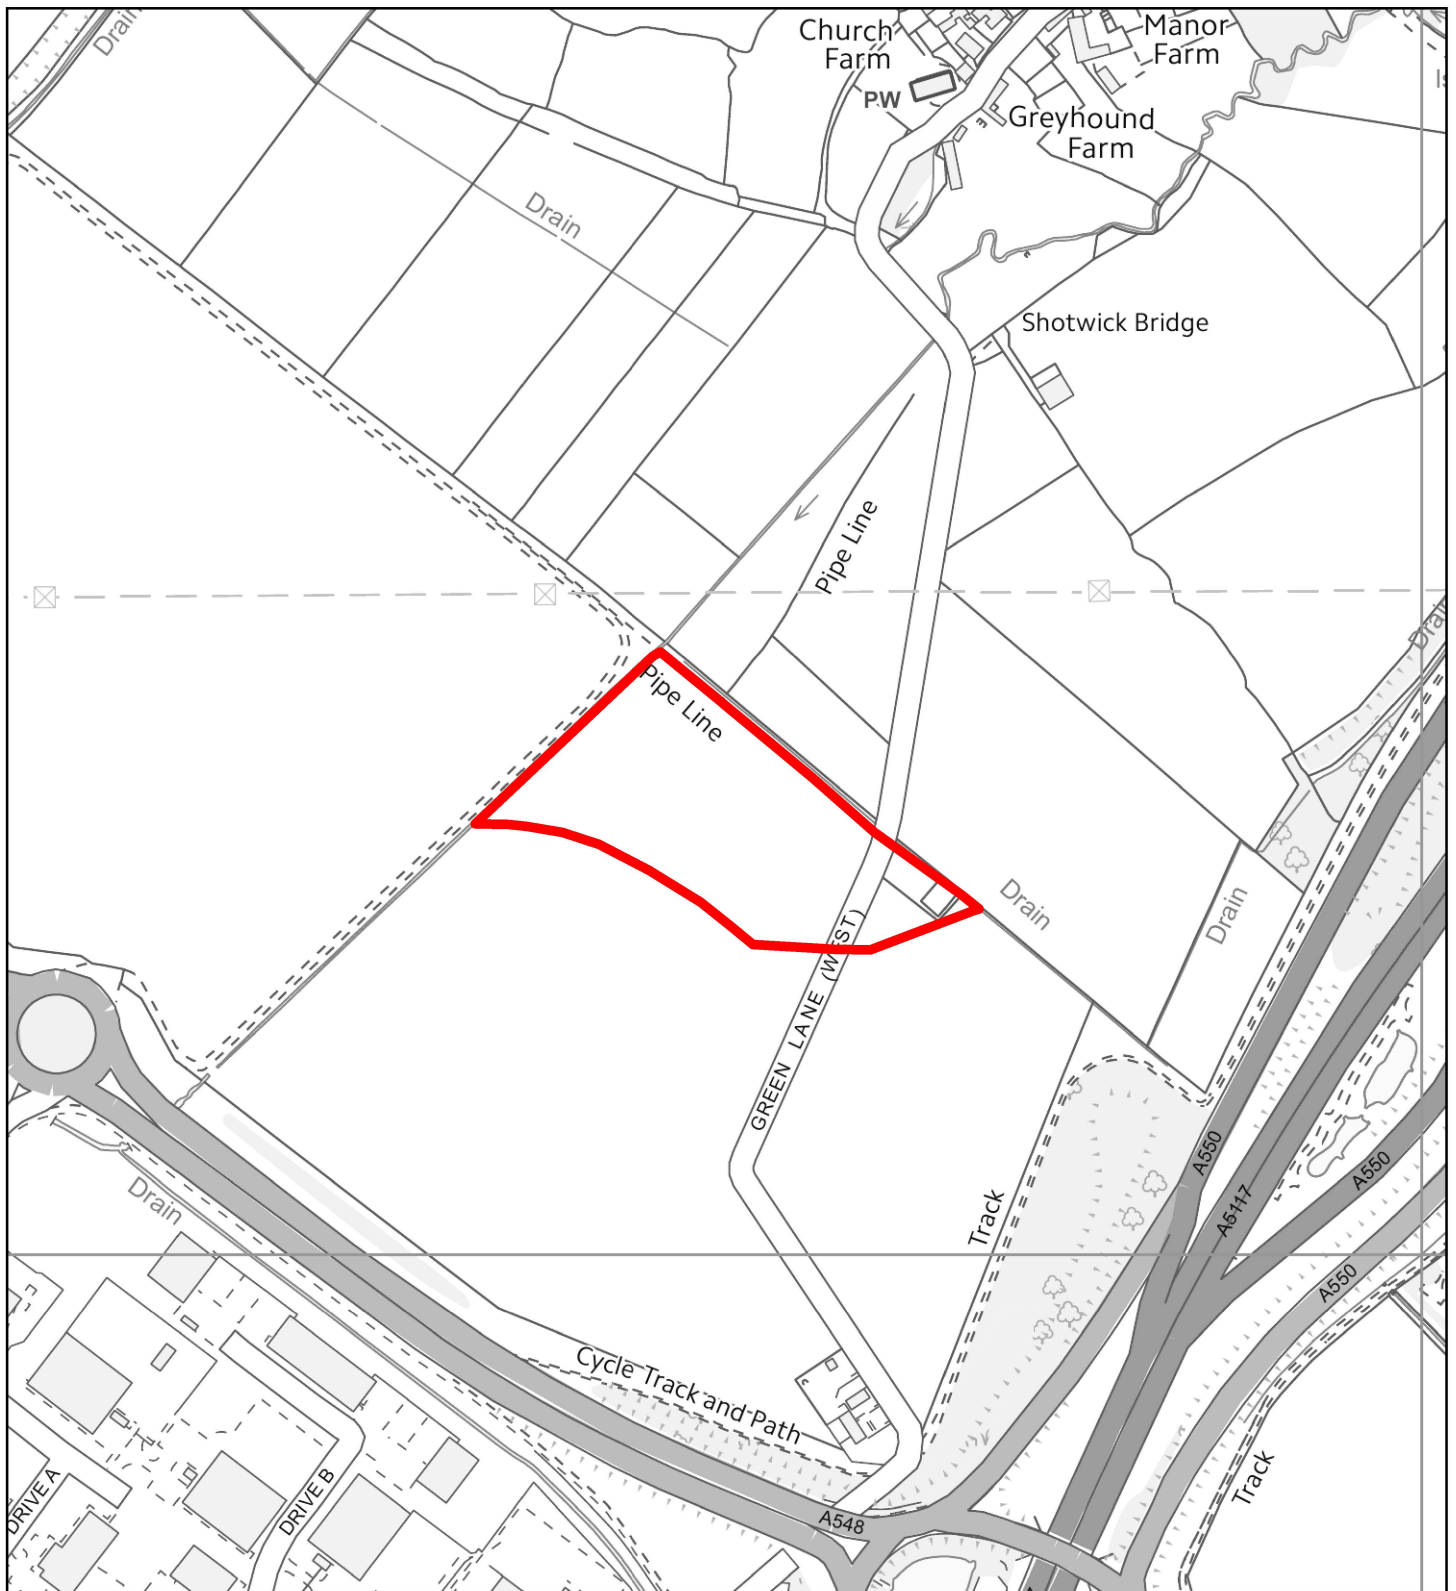 Drain
Church
Farm
PW
Manor
Farm
Greyhound
Farm
Drain
Shotwick Bridge
Pipe Line
Drain
Pipe Line
Drain
Drain
GREEN LANE (WEST)
Drain
Track
A550
A5117
A550
A550
Cycle Track and Path
Track
DRIVE A
DRIVE B
A548